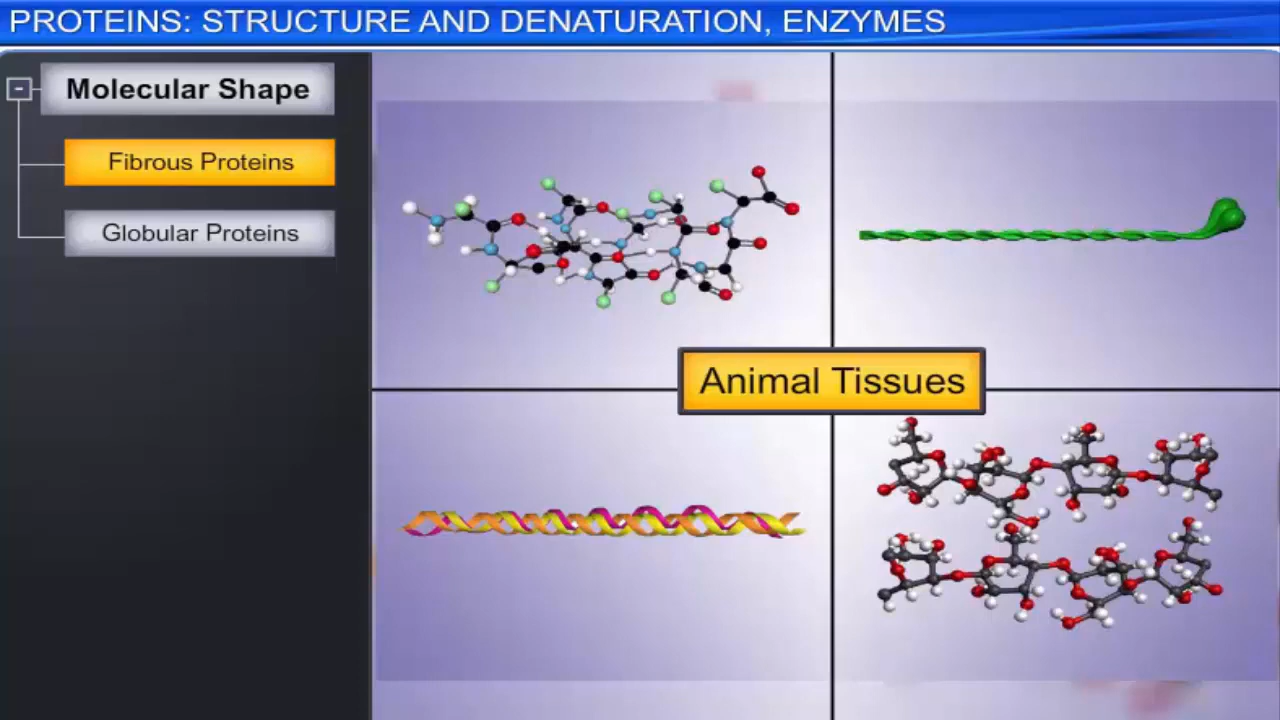 PROTEINS: STRUCTURE AND DENATURATION, ENZYMES
Molecular Shape
Fibrous Proteins
Globular Proteins
Animal Tissues